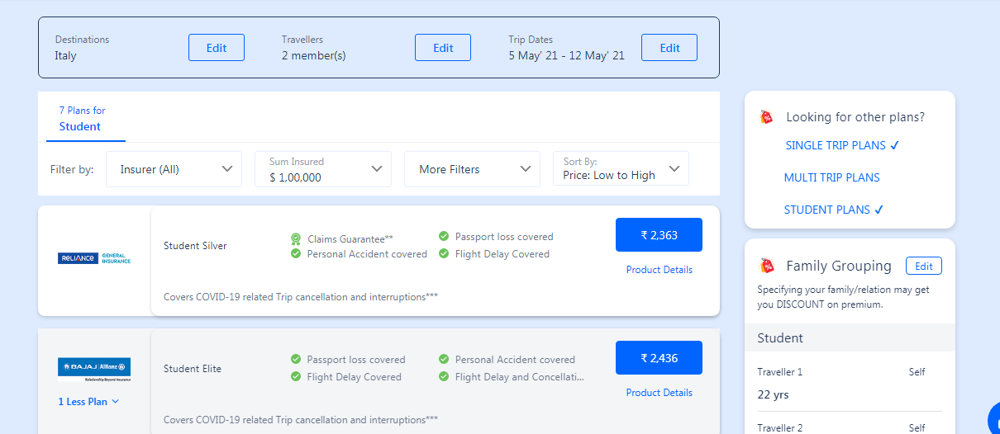 Destinations
Italy
Edit
Travellers
2 member(s)
Edit
Trip Dates
5 May' 21 - 12 May' 21
Edit
7 Plans for
Student
Filter by:
Insurer (All)
Sum Insured
$ 1,00,000
More Filters
Sort By:
Price: Low to High
RELIANCE
GENERAL
INSURANCE
Student Silver
Claims Guarantee**
Personal Accident covered
Passport loss covered
Flight Delay Covered
₹ 2,363
Product Details
Covers COVID-19 related Trip cancellation and interruptions***
BAJAJ Allianz
Relationship Beyond Insurance
1 Less Plan
Student Elite
Passport loss covered
Flight Delay Covered
Personal Accident covered
Flight Delay and Concellati...
₹ 2,436
Product Details
Covers COVID-19 related Trip cancellation and interruptions***
Looking for other plans?
SINGLE TRIP PLANS ✓
MULTI TRIP PLANS
STUDENT PLANS ✓
Family Grouping
Edit
Specifying your family/relation may get
you DISCOUNT on premium.
Student
Traveller 1
Self
22 yrs
Traveller 2
Self